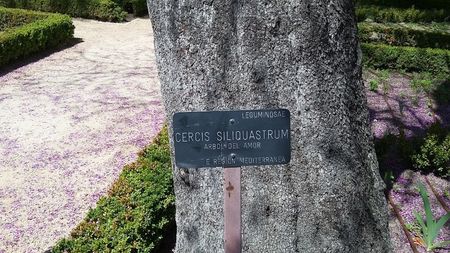 LEGUMINOSAE
CERCIS SILIQUASTRUM
ARBOL DEL AMOR
E REGION MEDITERRANEA